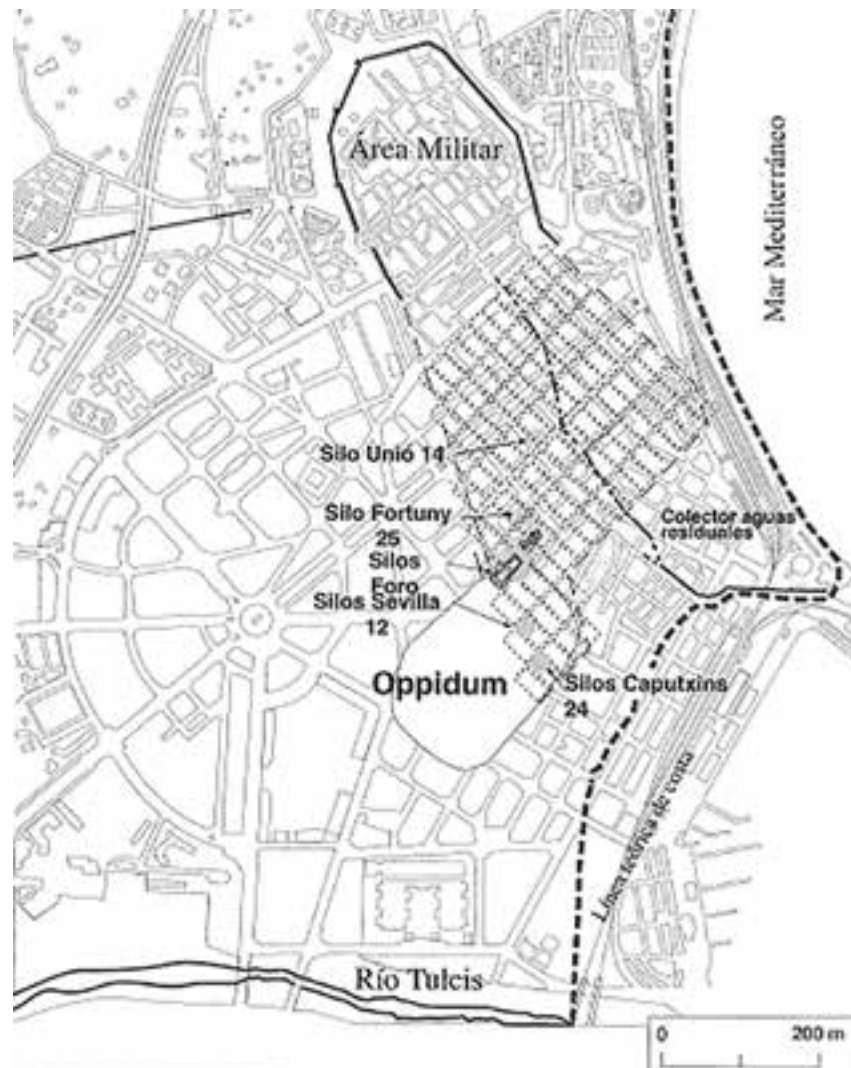 Área Militar
Mar Mediterráneo
Silo Unió 14
Silo Fortuny
25
Colector aguas
residuales
Silos
Foro
Silos Sevilla
12
Oppidum
Silos Caputxins
24
Línea teórica de costa
Río Tulcis
0 200 m